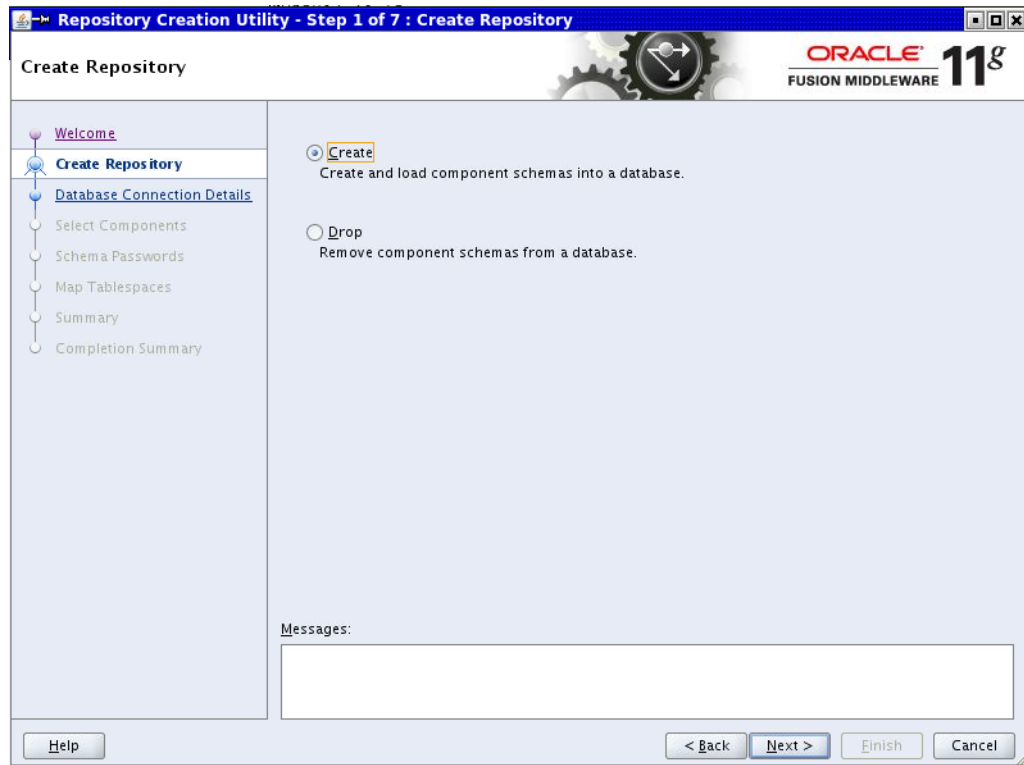 Repository Creation Utility - Step 1 of 7 : Create Repository
Create Repository
ORACLE
FUSION MIDDLEWARE
11g
Welcome
Create Repository
Database Connection Details
Select Components
Schema Passwords
Map Tablespaces
Summary
Completion Summary
Create
Create and load component schemas into a database.
Drop
Remove component schemas from a database.
Messages:
Help
< Back
Next >
Finish
Cancel